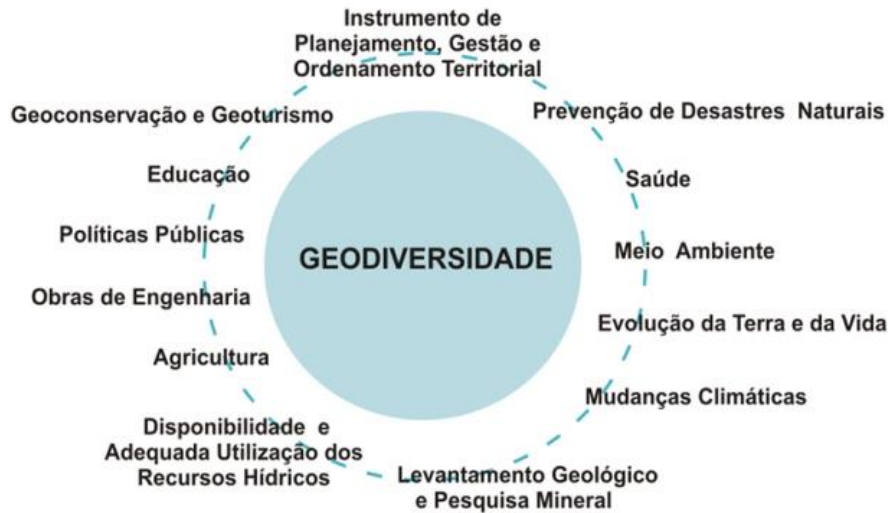 Instrumento de
Planejamento, Gestão e
Ordenamento Territorial
Geoconservação e Geoturismo
Prevenção de Desastres Naturais
Educação
Saúde
Políticas Públicas
GEODIVERSIDADE
Meio Ambiente
Obras de Engenharia
Evolução da Terra e da Vida
Agricultura
Mudanças Climáticas
Disponibilidade e
Adequada Utilização dos
Recursos Hídricos
Levantamento Geológico
e Pesquisa Mineral